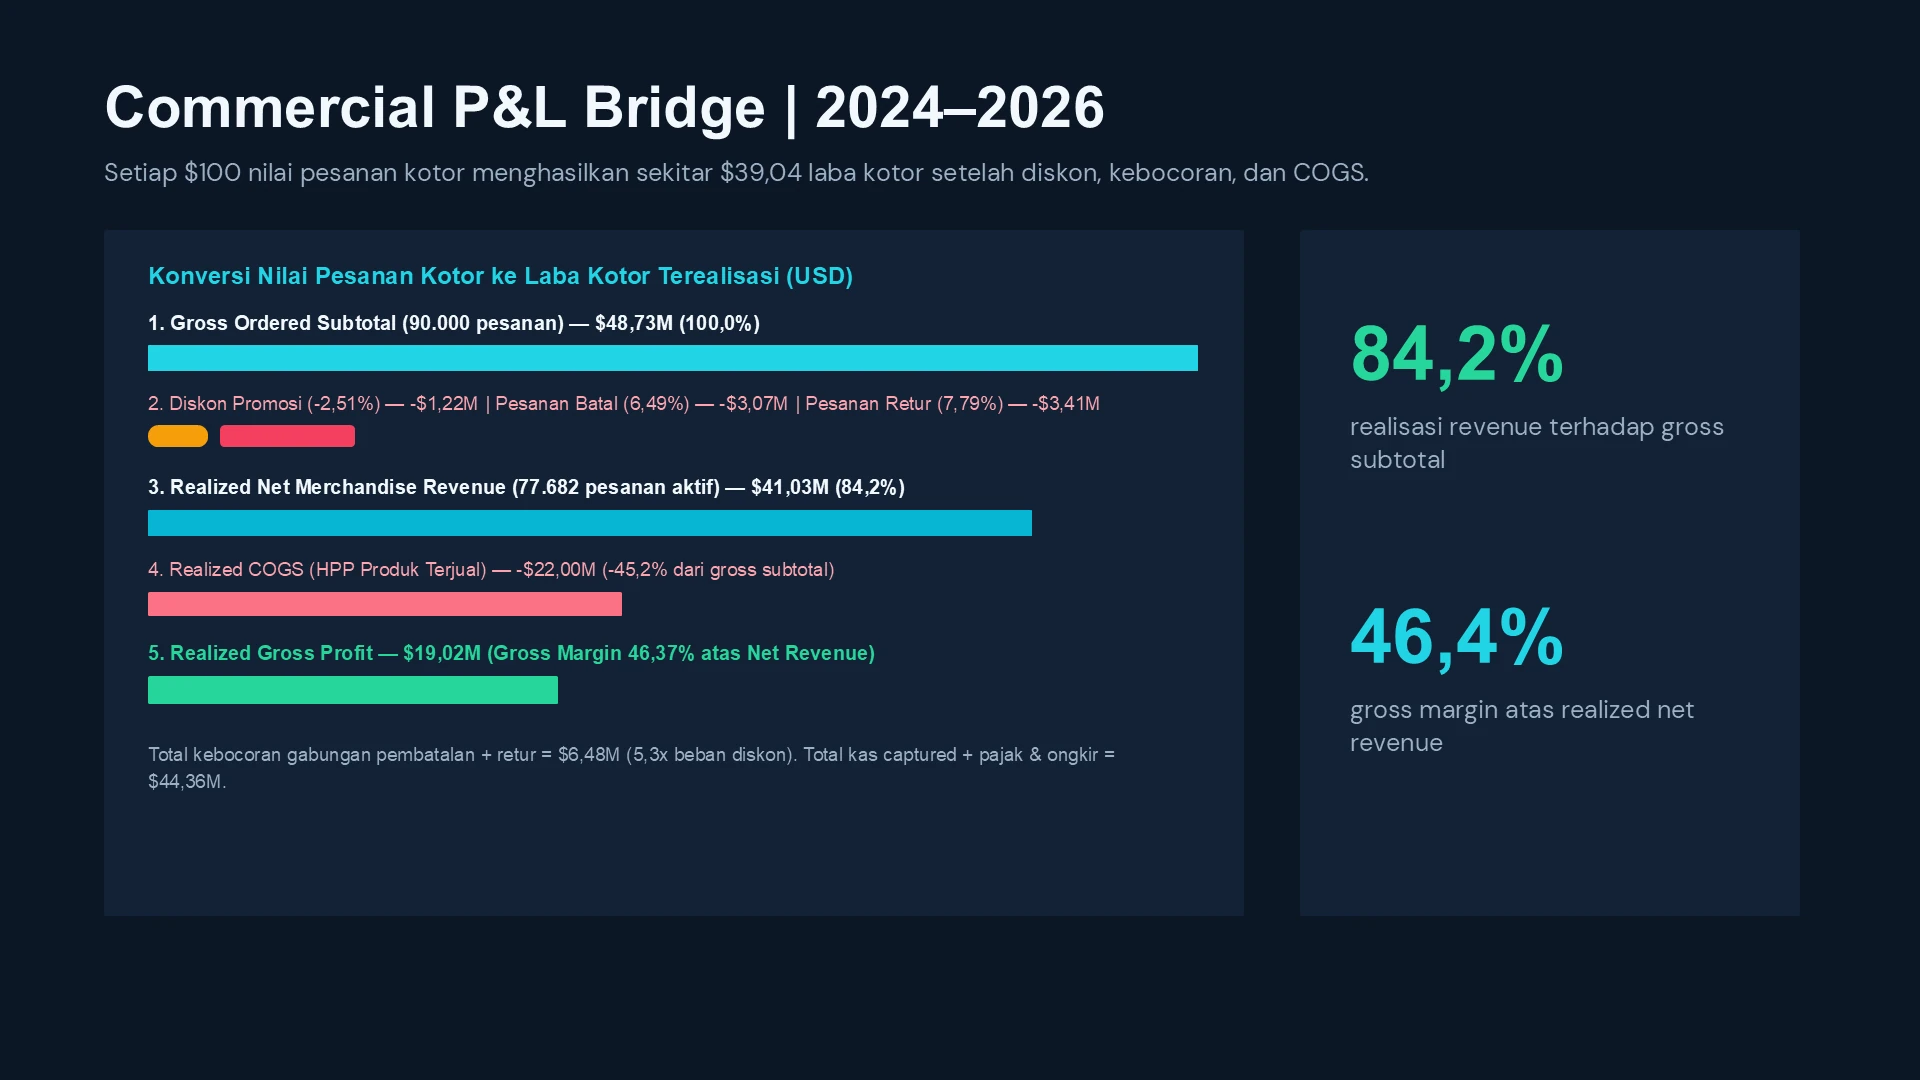 Commercial P&L Bridge | 2024–2026
Setiap $100 nilai pesanan kotor menghasilkan sekitar $39,04 laba kotor setelah diskon, kebocoran, dan COGS.
Konversi Nilai Pesanan Kotor ke Laba Kotor Terealisasi (USD)
1. Gross Ordered Subtotal (90.000 pesanan) — $48,73M (100,0%)
2. Diskon Promosi (-2,51%) — -$1,22M | Pesanan Batal (6,49%) — -$3,07M | Pesanan Retur (7,79%) — -$3,41M
3. Realized Net Merchandise Revenue (77.682 pesanan aktif) — $41,03M (84,2%)
4. Realized COGS (HPP Produk Terjual) — -$22,00M (-45,2% dari gross subtotal)
5. Realized Gross Profit — $19,02M (Gross Margin 46,37% atas Net Revenue)
Total kebocoran gabungan pembatalan + retur = $6,48M (5,3x beban diskon). Total kas captured + pajak & ongkir =
$44,36M.
84,2%
realisasi revenue terhadap gross
subtotal
46,4%
gross margin atas realized net
revenue